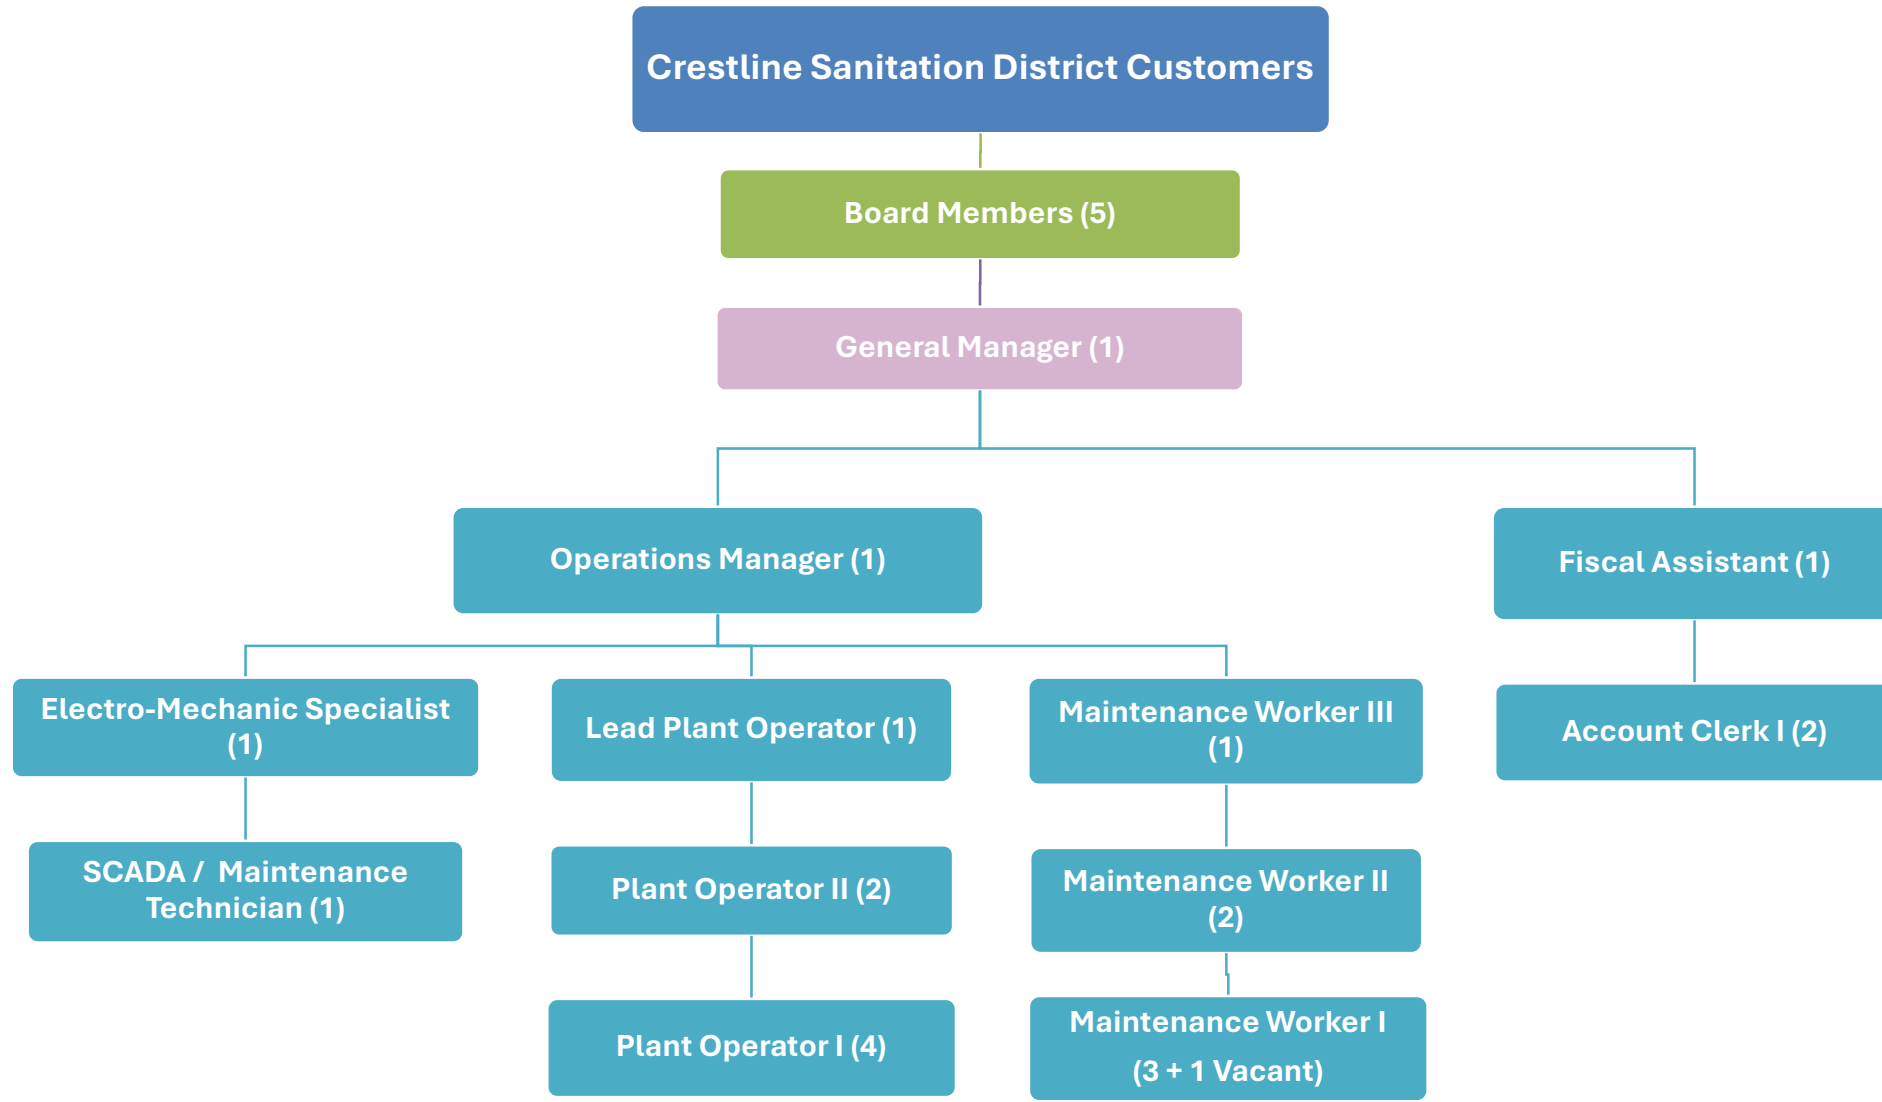 Crestline Sanitation District Customers
Board Members (5)
General Manager (1)
Operations Manager (1)
Fiscal Assistant (1)
Electro-Mechanic Specialist
(1)
Lead Plant Operator (1)
Maintenance Worker III
(1)
Account Clerk I (2)
SCADA /  Maintenance
Technician (1)
Plant Operator II (2)
Maintenance Worker II
(2)
Plant Operator I (4)
Maintenance Worker I
(3 + 1 Vacant)